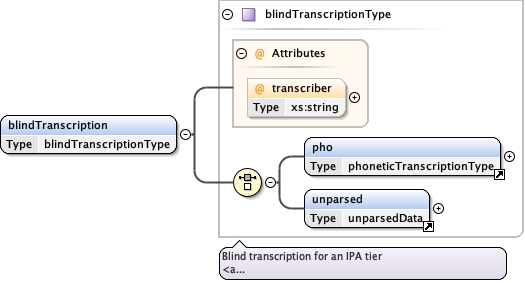 blindTranscriptionType
@ Attributes
@ transcriber
Type xs:string
blindTranscription
Type blindTranscriptionType
pho
Type phoneticTranscriptionType
unparsed
Type unparsedData
Blind transcription for an IPA tier
<a...